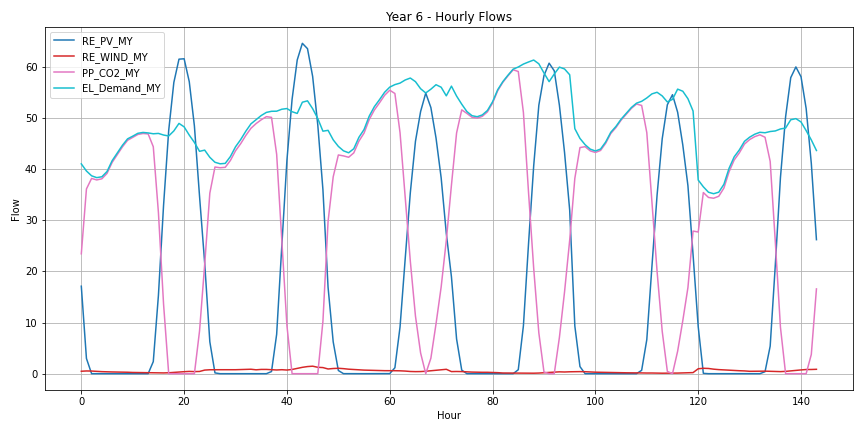 Year 6 - Hourly Flows
RE_PV_MY
RE_WIND_MY
PP_CO2_MY
EL_Demand_MY
Flow
60
50
40
30
20
10
0
0 20 40 60 80 100 120 140
Hour